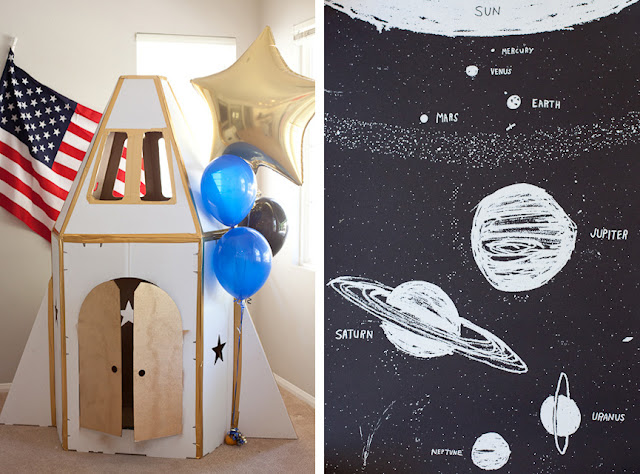 SUN
MERCURY
VENUS
EARTH
MARS
JUPITER
SATURN
URANUS
NEPTUNE